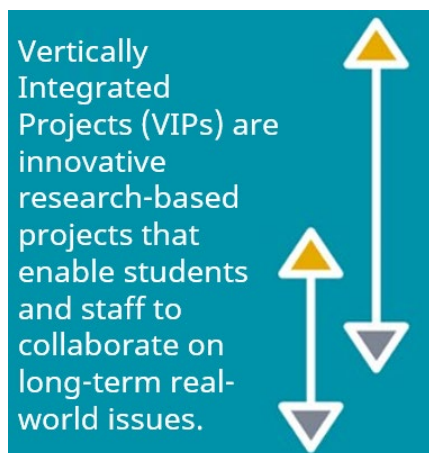 Vertically
Integrated
Projects (VIPs) are
innovative
research-based
projects that
enable students
and staff to
collaborate on
long-term real-
world issues.